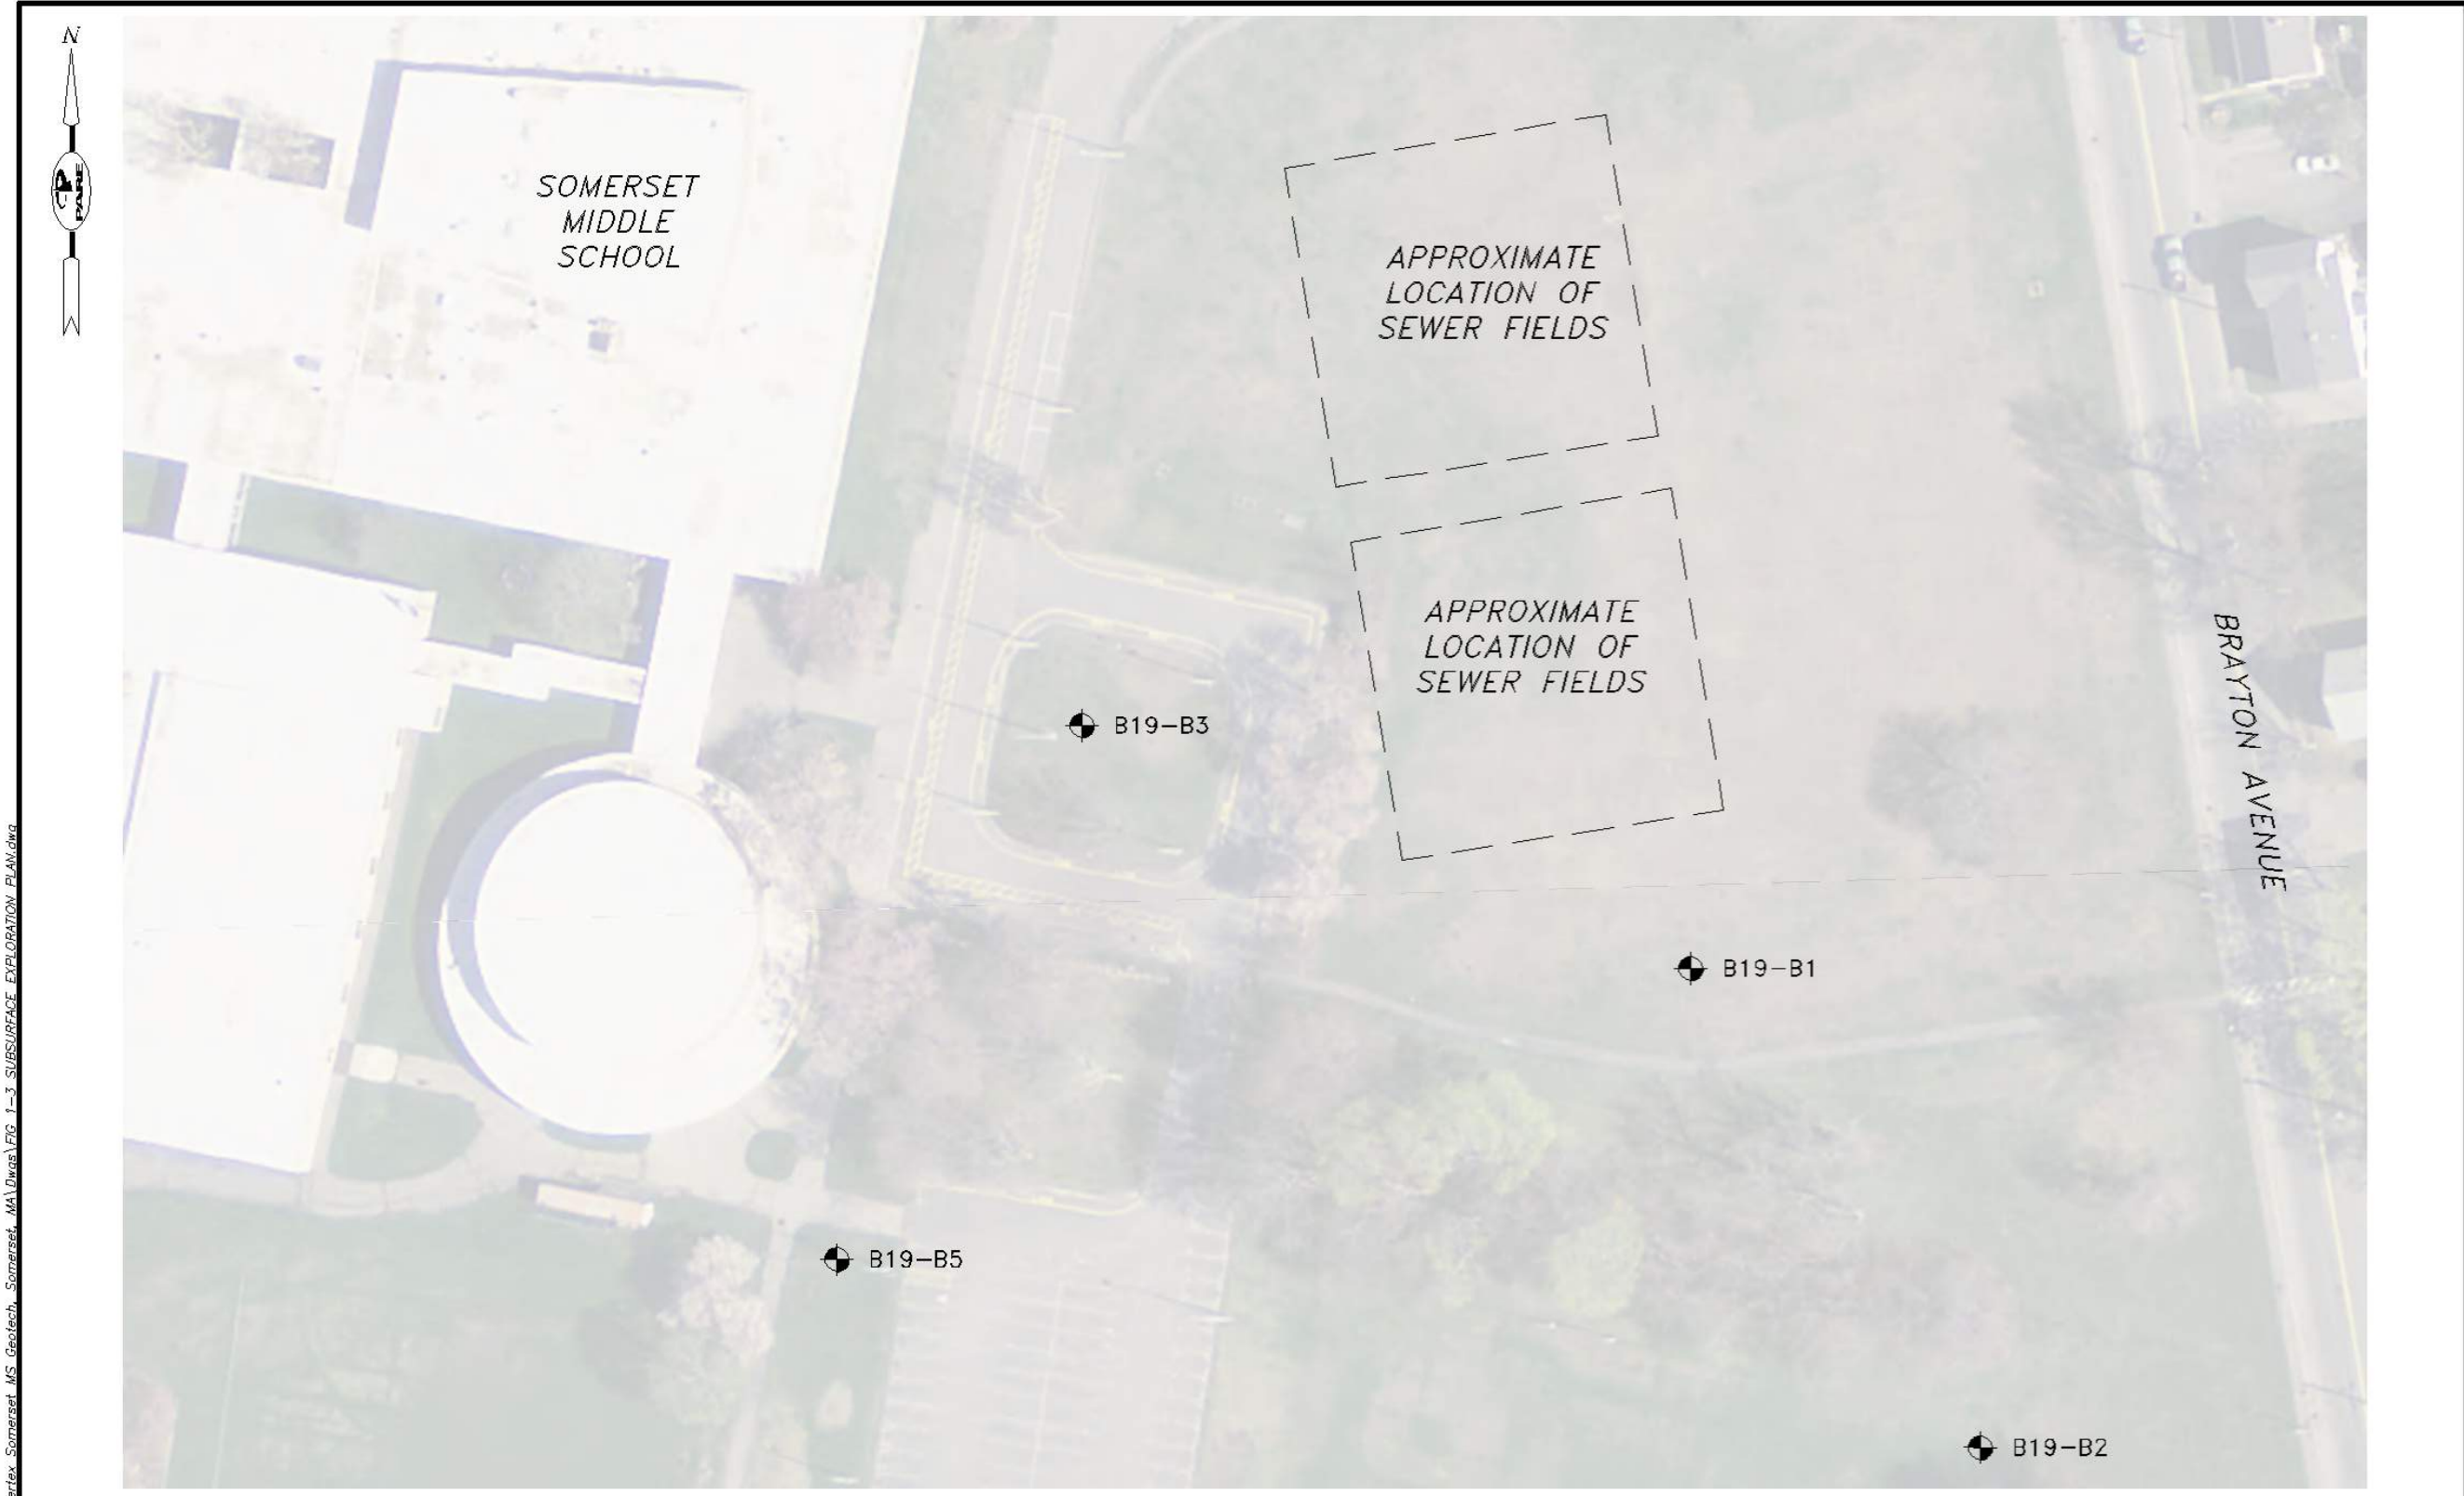 N
PARE
SOMERSET
MIDDLE
SCHOOL
APPROXIMATE
LOCATION OF
SEWER FIELDS
APPROXIMATE
LOCATION OF
SEWER FIELDS
BRAYTON AVENUE
B19-B3
B19-B1
B19-B5
B19-B2
Somerset MS Geotech, Somerset, MA\Dwgs\FIG 1-3 SUBSURFACE EXPLORATION PLAN.dwg